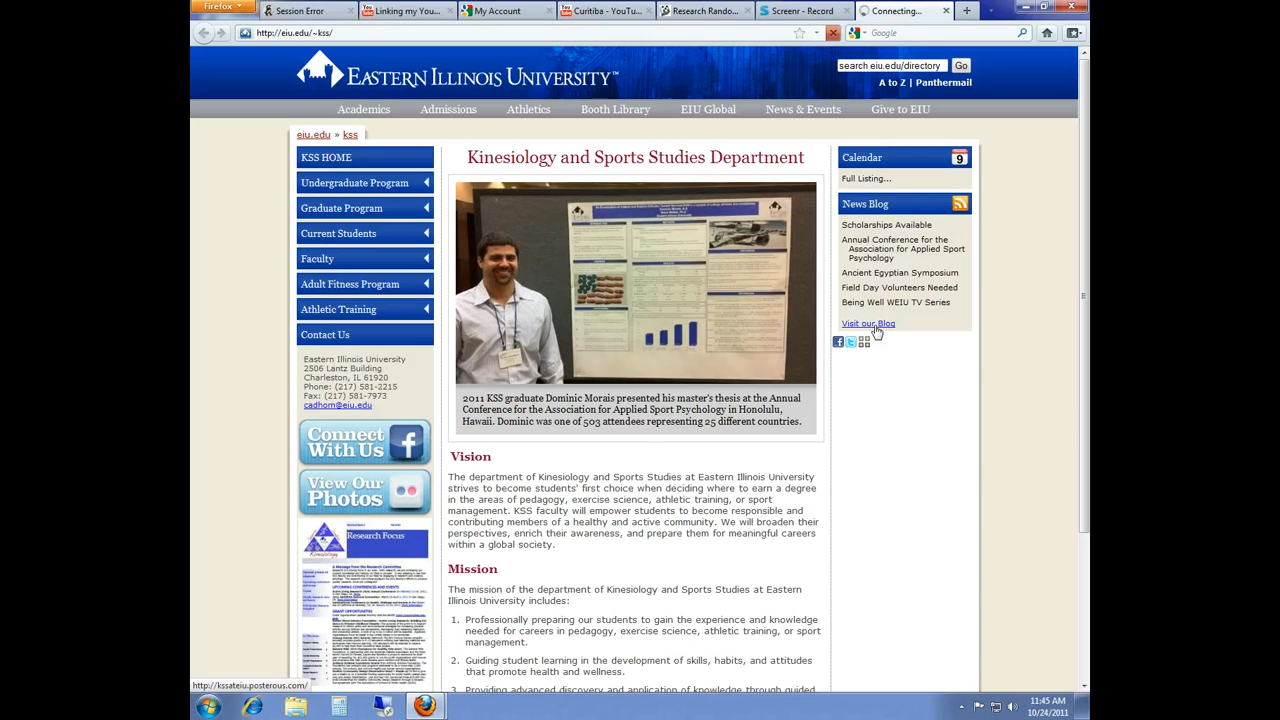 Firefox
Session Error
Linking my You...
My Account
Curitiba - YouTu...
Research Rando...
Screenr - Record
Connecting...
http://eiu.edu/~kss/
Google
EASTERN ILLINOIS UNIVERSITY™
search eiu.edu/directory
Go
A to Z | Panthermail
Academics
Admissions
Athletics
Booth Library
EIU Global
News & Events
Give to EIU
eiu.edu » kss
KSS HOME
Undergraduate Program
Graduate Program
Current Students
Faculty
Adult Fitness Program
Athletic Training
Contact Us
Eastern Illinois University
2506 Lantz Building
Charleston, IL 61920
Phone: (217) 581-2215
Fax: (217) 581-7973
cadhom@eiu.edu
Connect
With Us
View Our
Photos
Research Focus
Kinesiology and Sports Studies Department
2011 KSS graduate Dominic Morais presented his master's thesis at the Annual
Conference for the Association for Applied Sport Psychology in Honolulu,
Hawaii. Dominic was one of 503 attendees representing 25 different countries.
Vision
The department of Kinesiology and Sports Studies at Eastern Illinois University
strives to become students' first choice when deciding where to earn a degree
in the areas of pedagogy, exercise science, athletic training, or sport
management. KSS faculty will empower students to become responsible and
contributing members of a healthy and active community. We will broaden their
perspectives, enrich their awareness, and prepare them for meaningful careers
within a global society.
Mission
The mission of the department of Kinesiology and Sports Studies at Eastern
Illinois University includes:
1. Professionally preparing our students to gain the experience and knowledge
needed for careers in pedagogy, exercise science, athletic training, or sport
management.
2. Guiding student learning in the development of skills, habits, and attitudes
that promote health and wellness.
3. Providing advanced discovery and application of knowledge through guided
Calendar
9
Full Listing...
News Blog
Scholarships Available
Annual Conference for the
Association for Applied Sport
Psychology
Ancient Egyptian Symposium
Field Day Volunteers Needed
Being Well WEIU TV Series
Visit our Blog
http://kssateiu.posterous.com/
11:45 AM
10/24/2011